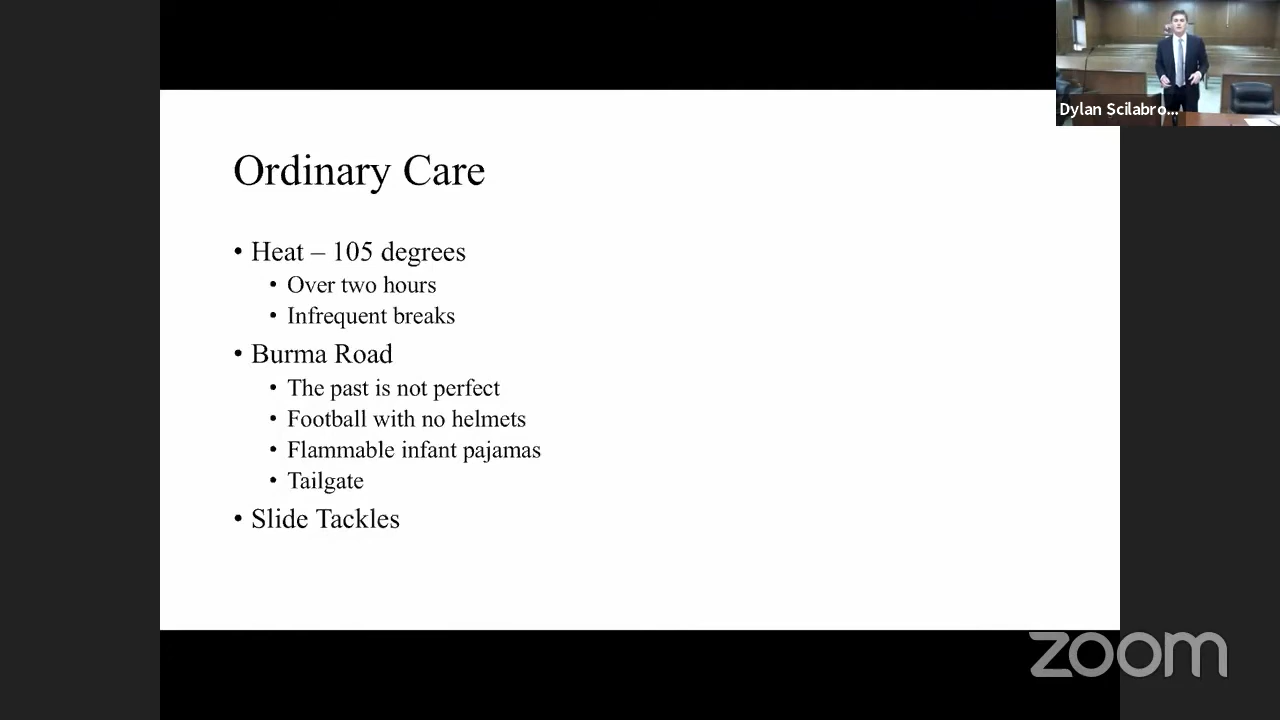 Dylan Scilabro...
Ordinary Care
• Heat – 105 degrees
• Over two hours
• Infrequent breaks
• Burma Road
• The past is not perfect
• Football with no helmets
• Flammable infant pajamas
• Tailgate
• Slide Tackles
zoom